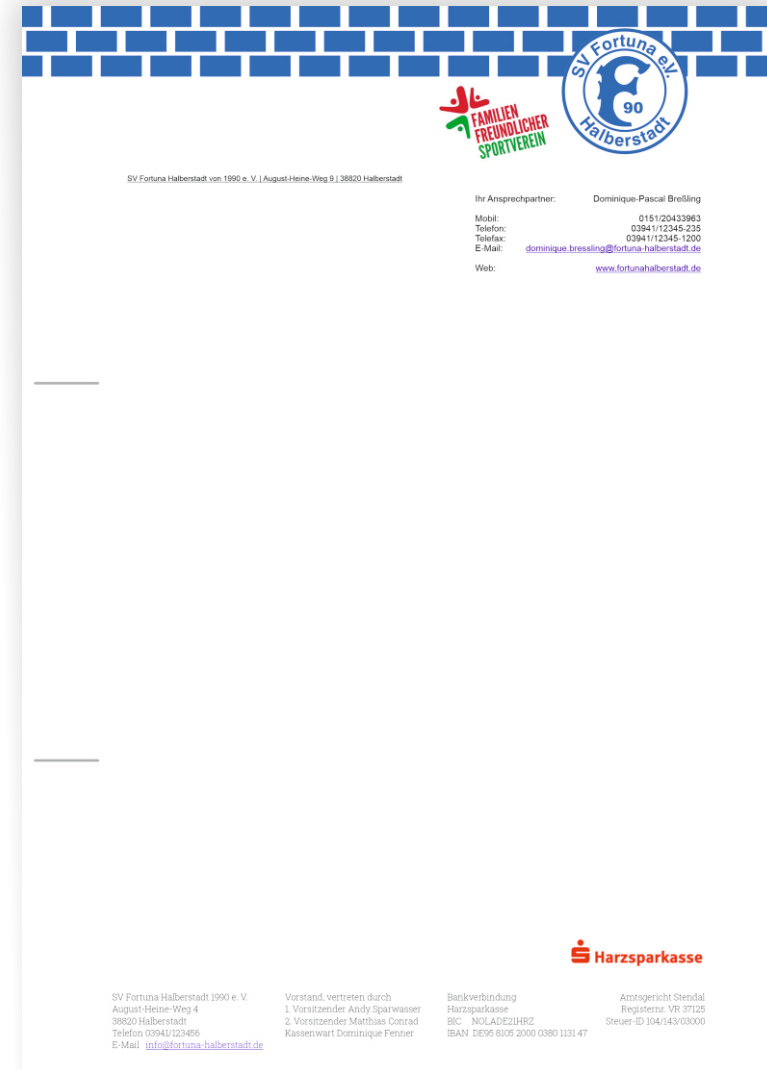 SV Fortuna e.V.
90
Halberstadt
FAMILIEN
FREUNDLICHER
SPORTVEREIN
SV Fortuna Halberstadt von 1990 e. V. | August-Heine-Weg 9 | 38820 Halberstadt
Ihr Ansprechpartner: Dominique-Pascal Breßling
Mobil: 0151/20433963
Telefon: 03941/12345-235
Telefax: 03941/12345-1200
E-Mail: dominique.bressling@fortuna-halberstadt.de
Web: www.fortunahalberstadt.de
Harzsparkasse
SV Fortuna Halberstadt 1990 e. V.
August-Heine-Weg 4
38820 Halberstadt
Telefon 03941/123456
E-Mail info@fortuna-halberstadt.de
Vorstand, vertreten durch
1. Vorsitzender Andy Sparwasser
2. Vorsitzender Matthias Conrad
Kassenwart Dominique Fenner
Bankverbindung
Harzsparkasse
BIC NOLADE21HRZ
IBAN DE95 8105 2000 0380 1131 47
Amtsgericht Stendal
Registernr. VR 37125
Steuer-ID 104/143/03000